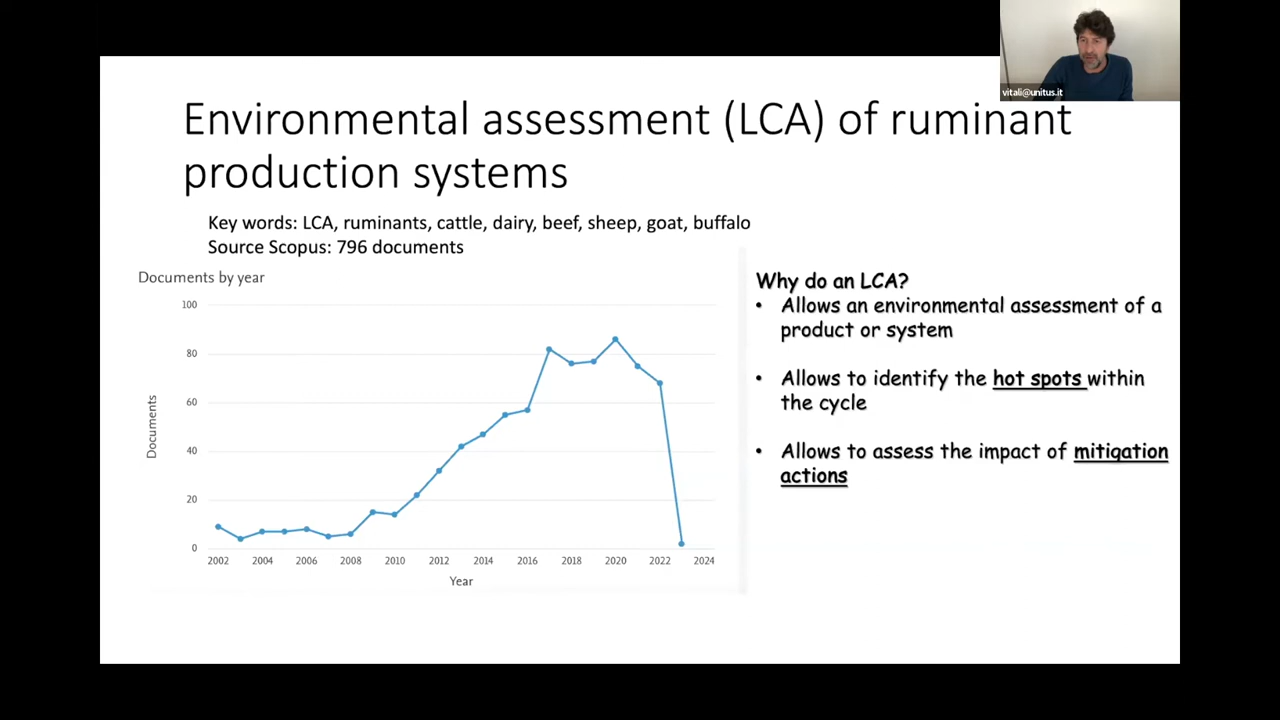 vitali@unitus.it
Environmental assessment (LCA) of ruminant
production systems
Key words: LCA, ruminants, cattle, dairy, beef, sheep, goat, buffalo
Source Scopus: 796 documents
Documents by year
100
80
60
40
20
0
Documents
2002 2004 2006 2008 2010 2012 2014 2016 2018 2020 2022 2024
Year
Why do an LCA?
• Allows an environmental assessment of a
product or system
• Allows to identify the hot spots within
the cycle
• Allows to assess the impact of mitigation
actions